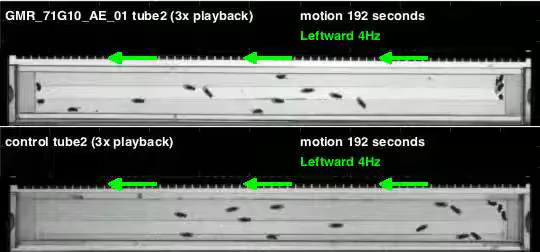 GMR_71G10_AE_01 tube2 (3x playback)
motion 192 seconds
Leftward 4Hz
control tube2 (3x playback)
motion 192 seconds
Leftward 4Hz